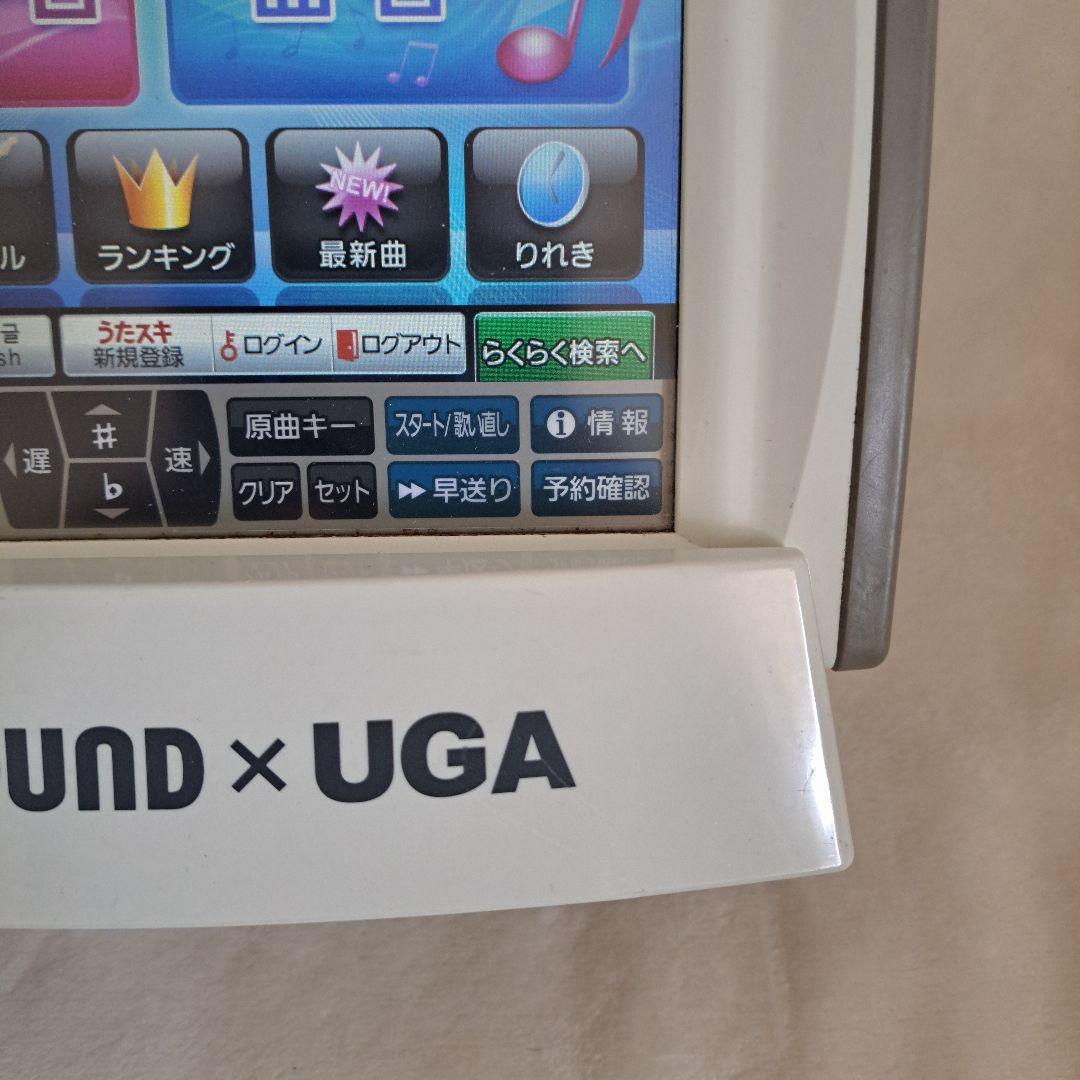 ル
ランキング
NEW!
最新曲
りれき
글
sh
うたスキ
新規登録
ログイン
ログアウト
らくらく検索へ
遅
♯
♭
速
原曲キー
スタート/歌い直し
i 情報
クリア
セット
早送り
予約確認
OUND × UGA